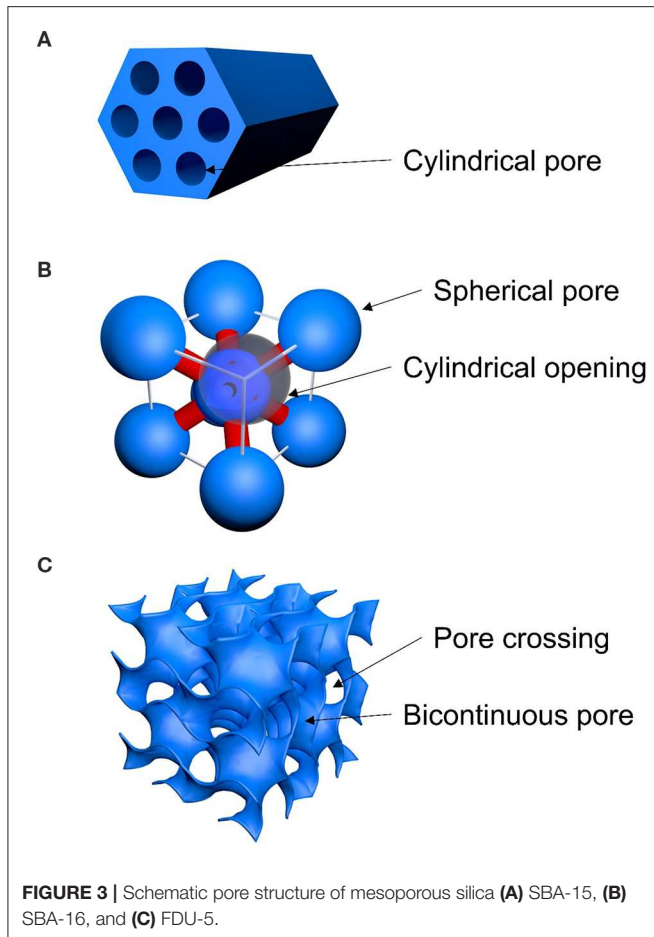 A
Cylindrical pore
B
Spherical pore
Cylindrical opening
C
Pore crossing
Bicontinuous pore
FIGURE 3 | Schematic pore structure of mesoporous silica (A) SBA-15, (B)
SBA-16, and (C) FDU-5.